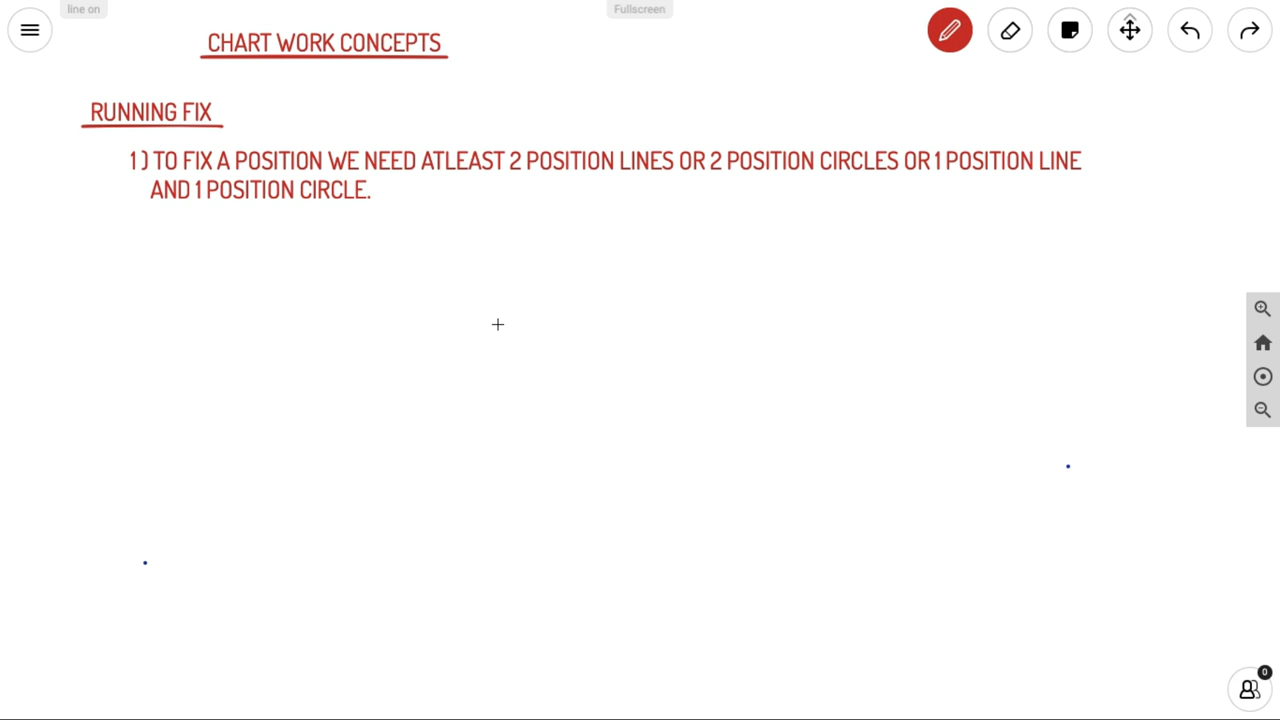 line on
Fullscreen
CHART WORK CONCEPTS
RUNNING FIX
1) TO FIX A POSITION WE NEED ATLEAST 2 POSITION LINES OR 2 POSITION CIRCLES OR 1 POSITION LINE
AND 1 POSITION CIRCLE.
0